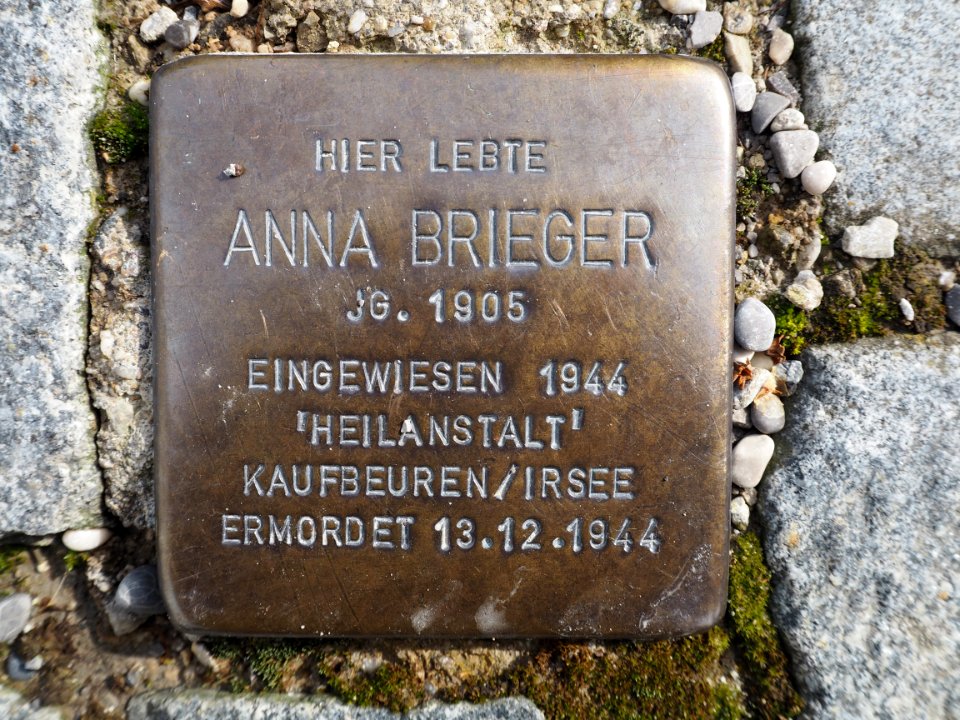 HIER LEBTE
ANNA BRIEGER
JG. 1905
EINGEWIESEN 1944
'HEILANSTALT'
KAUFBEUREN/IRSEE
ERMORDET 13.12.1944